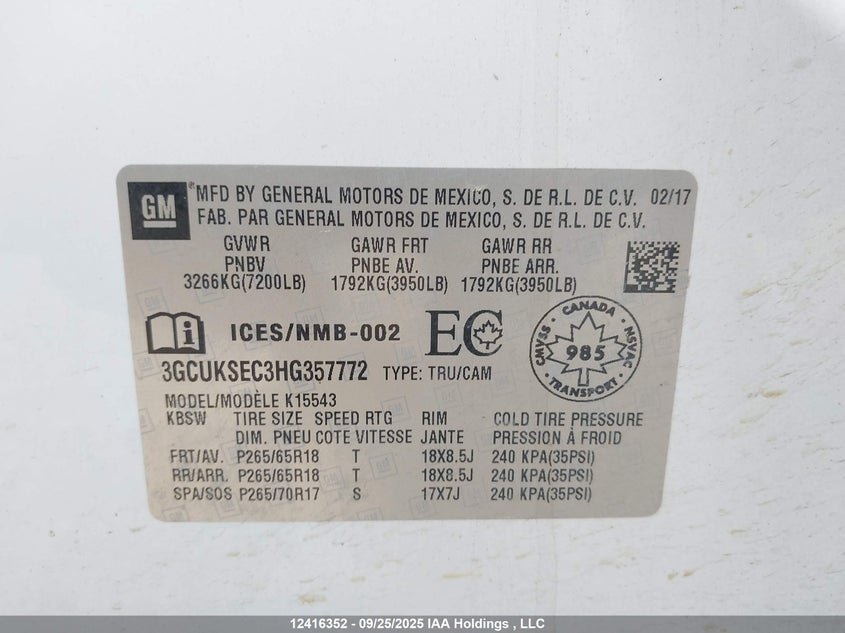 GM
MFD BY GENERAL MOTORS DE MEXICO, S. DE R.L. DE C.V. 02/17
FAB. PAR GENERAL MOTORS DE MEXICO, S. DE R.L. DE C.V.
GVWR GAWR FRT GAWR RR
PNBV PNBE AV. PNBE ARR.
3266KG(7200LB) 1792KG(3950LB) 1792KG(3950LB)
ICES/NMB-002 EC
CANADA
CMVSS 985 NSVAC
TRANSPORT
3GCUKSEC3HG357772 TYPE: TRU/CAM
MODEL/MODÈLE K15543
KBSW TIRE SIZE SPEED RTG RIM COLD TIRE PRESSURE
DIM. PNEU COTE VITESSE JANTE PRESSION À FROID
FRT/AV. P265/65R18 T 18X8.5J 240 KPA(35PSI)
RR/ARR. P265/65R18 T 18X8.5J 240 KPA(35PSI)
SPA/SOS P265/70R17 S 17X7J 240 KPA(35PSI)
12416352 - 09/25/2025 IAA Holdings , LLC